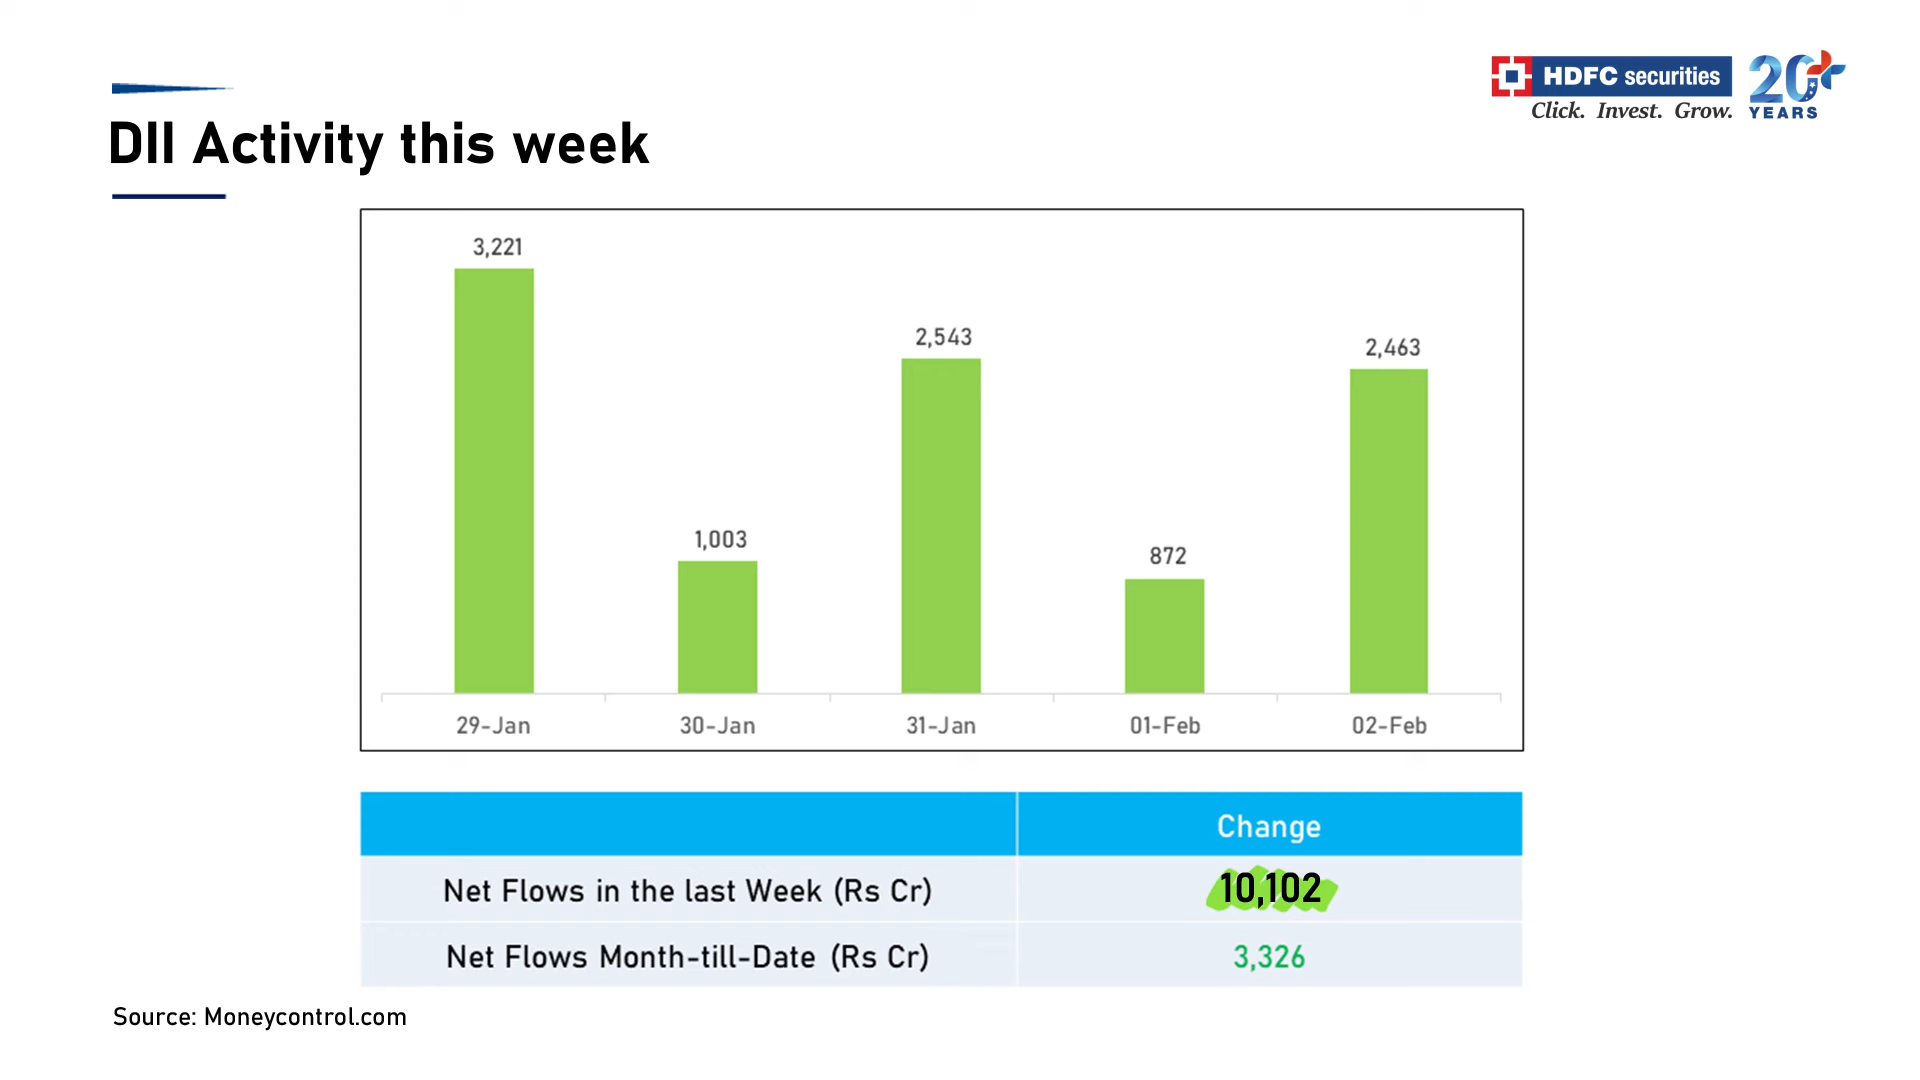 HDFC securities
Click. Invest. Grow.
20
YEARS
DII Activity this week
3,221
1,003
2,543
872
2,463
29-Jan 30-Jan 31-Jan 01-Feb 02-Feb
Change
Net Flows in the last Week (Rs Cr) 10,102
Net Flows Month-till-Date (Rs Cr) 3,326
Source: Moneycontrol.com